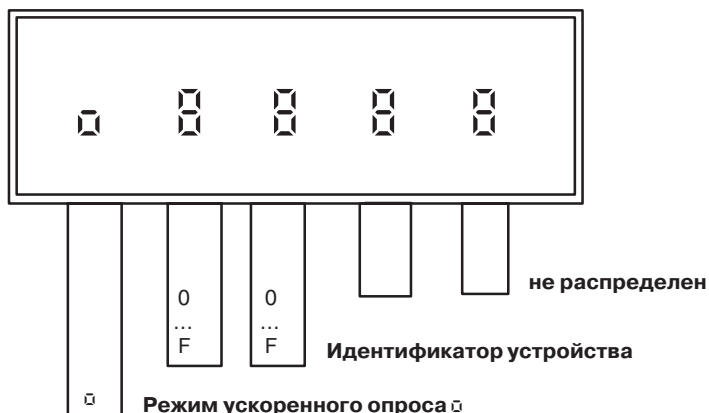 o 8 8 8 8
не распределен
0 0
... ...
F F
Идентификатор устройства
o Режим ускоренного опроса o